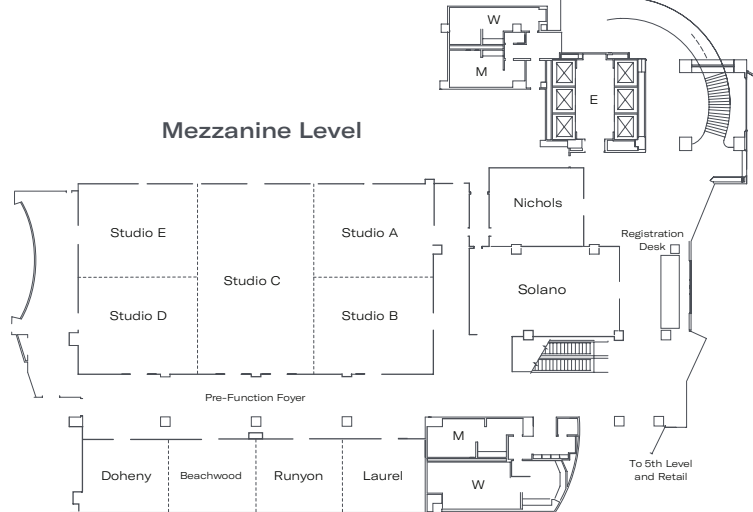 W
M
E
Mezzanine Level
Nichols
Studio E
Studio A
Registration
Desk
Studio C
Solano
Studio D
Studio B
Pre-Function Foyer
M
To 5th Level
and Retail
Doheny
Beachwood
Runyon
Laurel
W